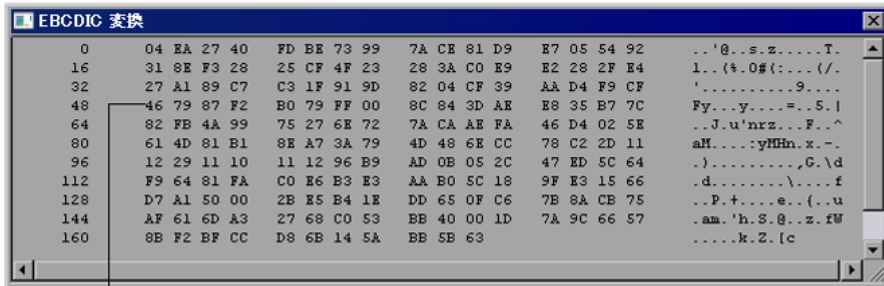 EBCDIC 変換
0 04 EA 27 40 FD BE 73 99 7A CE 81 D9 E7 05 54 92 ..'@..s.z.....T.
16 31 8E F3 28 25 CF 4F 23 28 3A C0 E9 E2 28 2F E4 1..(%.O#(:...(/.
32 27 A1 89 C7 C3 1F 91 9D 82 04 CF 39 AA D4 F9 CF '..........9....
48 46 79 87 F2 B0 79 FF 00 8C 84 3D AE E8 35 B7 7C Fy...y....=..5.|
64 82 FB 4A 99 75 27 6E 72 7A CA AE FA 46 D4 02 5E ..J.u'nrz...F..^
80 61 4D 81 B1 8E A7 3A 79 4D 48 6E CC 78 C2 2D 11 aM....:yMHn.x.-.
96 12 29 11 10 11 12 96 B9 AD 0B 05 2C 47 ED 5C 64 .).........,G.\d
112 F9 64 81 FA C0 E6 B3 E3 AA B0 5C 18 9F E3 15 66 .d........\....f
128 D7 A1 50 00 2B E5 B4 1E DD 65 0F C6 7B 8A CB 75 ..P.+....e..{..u
144 AF 61 6D A3 27 68 C0 53 BB 40 00 1D 7A 9C 66 57 .am.'h.S.@..z.fW
160 8B F2 BF CC D8 6B 14 5A BB 5B 63 .....k.Z.[c